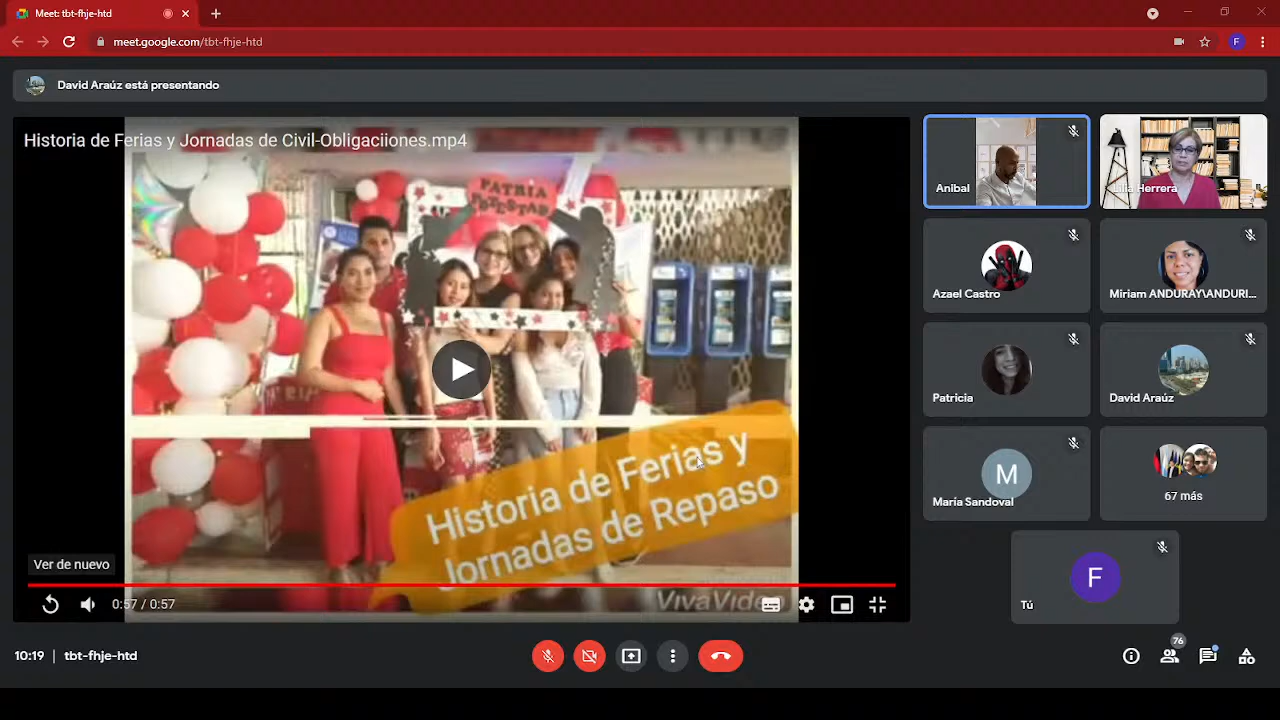 Meet: tbt-fhje-htd
meet.google.com/tbt-fhje-htd
F
David Araúz está presentando
Historia de Ferias y Jornadas de Civil-Obligaciiones.mp4
PATRIA
POTESTAD
Historia de Ferias y
Jornadas de Repaso
VivaVideo
Ver de nuevo
0:57 / 0:57
Anibal
Lilia Herrera
Azael Castro
Miriam ANDURAY\ANDURI...
Patricia
David Araúz
M
María Sandoval
67 más
F
Tú
10:19 | tbt-fhje-htd
76